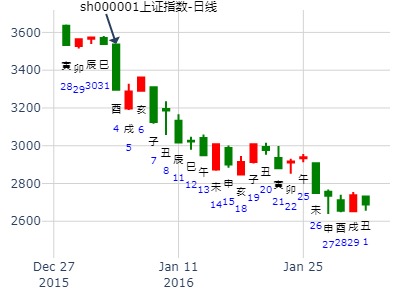 sh000001上证指数-日线
3600
3400
3200
3000
2800
2600
寅 卯 辰 巳
28 29 30 31
酉
4
戌
5
亥
6
子
7
丑
8
辰
11
巳
12
午
13
未
14
申
15
亥
18
子
19
丑
20
寅
21
卯
22
午
25
未
26
申 酉 戌 丑
27 28 29 1
Dec 27
2015
Jan 11
2016
Jan 25